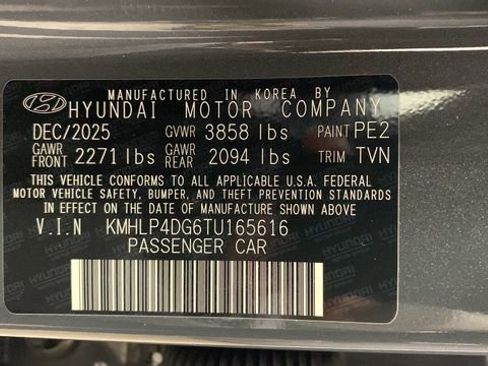 MANUFACTURED IN KOREA BY
HYUNDAI MOTOR COMPANY
DEC/2025 GVWR 3858 lbs PAINT PE2
GAWR FRONT 2271 lbs GAWR REAR 2094 lbs TRIM TVN
THIS VEHICLE CONFORMS TO ALL APPLICABLE U.S.A. FEDERAL
MOTOR VEHICLE SAFETY, BUMPER, AND THEFT PREVENTION STANDARDS
IN EFFECT ON THE DATE OF MANUFACTURE SHOWN ABOVE
V.I.N KMHLP4DG6TU165616
PASSENGER CAR